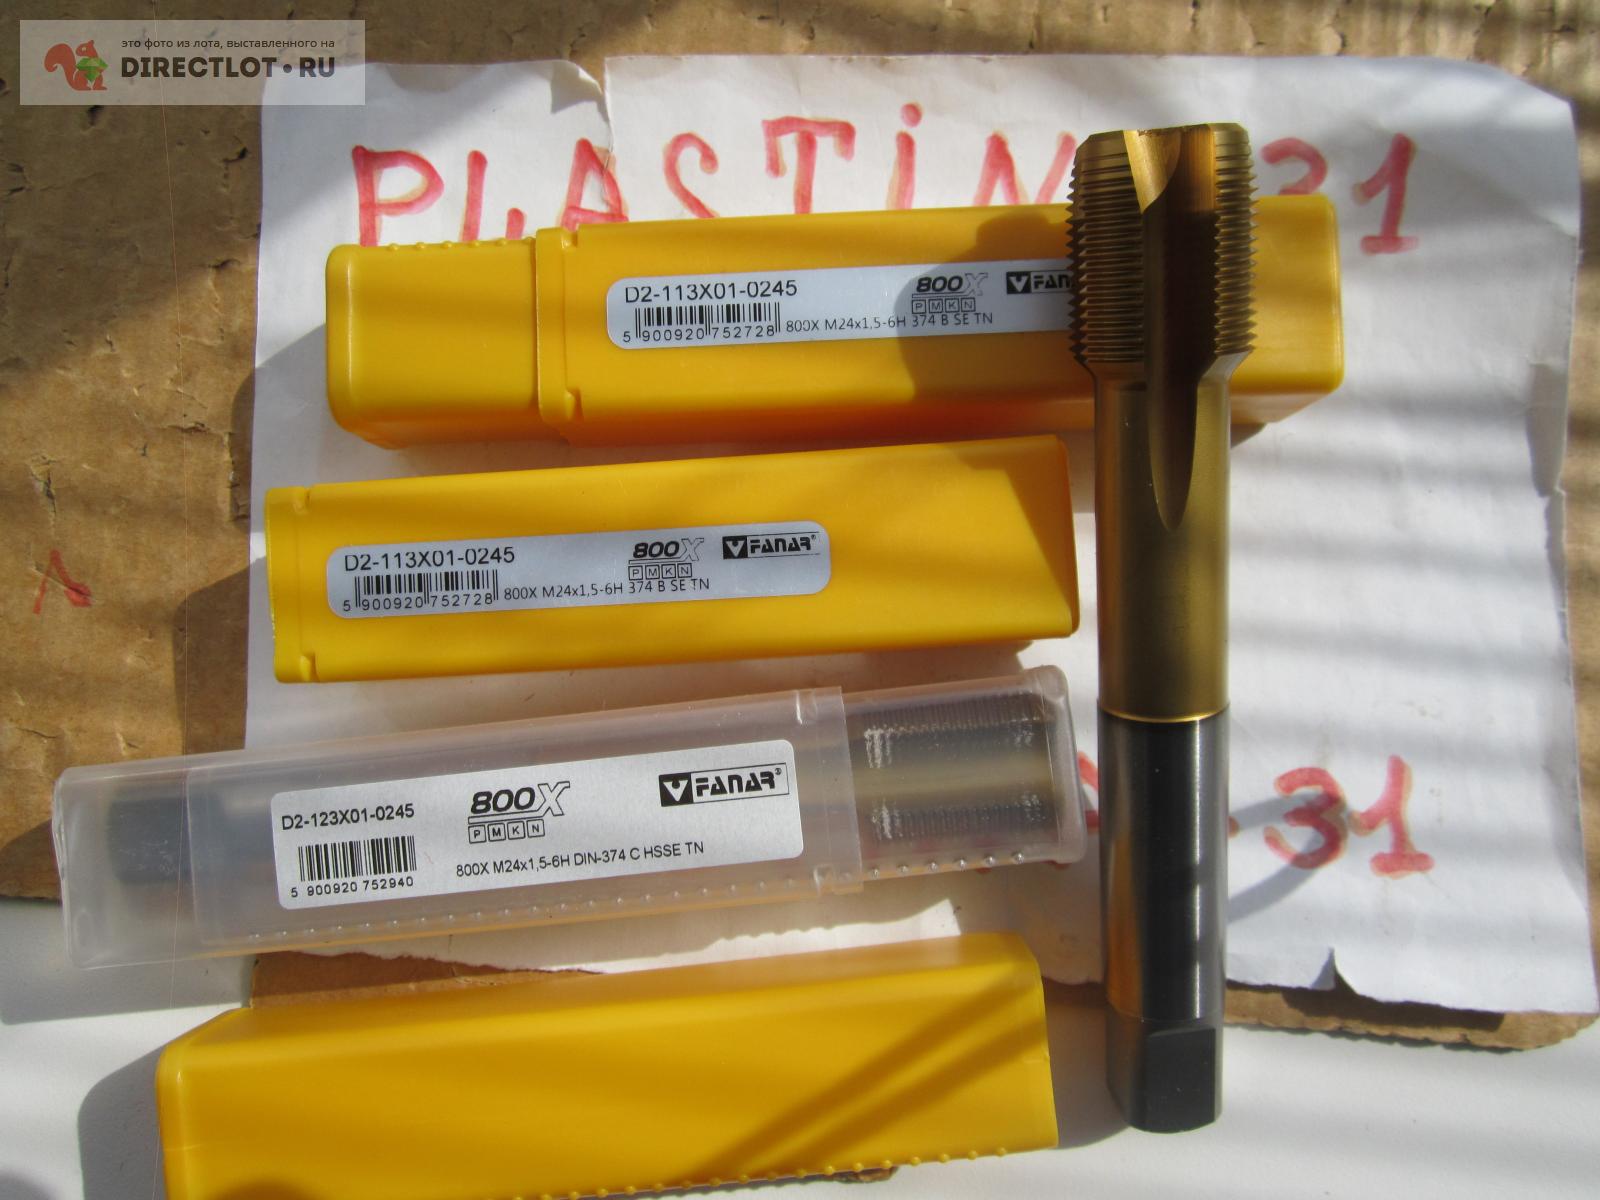 это фото из лота, выставленного на
DIRECTLOT.RU
PLASTIN 31
D2-113X01-0245
800X
FANAR
P M K N
5 900920 752728
800X M24x1,5-6H 374 B SE TN
D2-113X01-0245
800X
FANAR®
P M K N
5 900920 752728
800X M24x1,5-6H 374 B SE TN
D2-123X01-0245
800X
FANAR®
P M K N
5 900920 752940
800X M24x1,5-6H DIN-374 C HSSE TN
-31